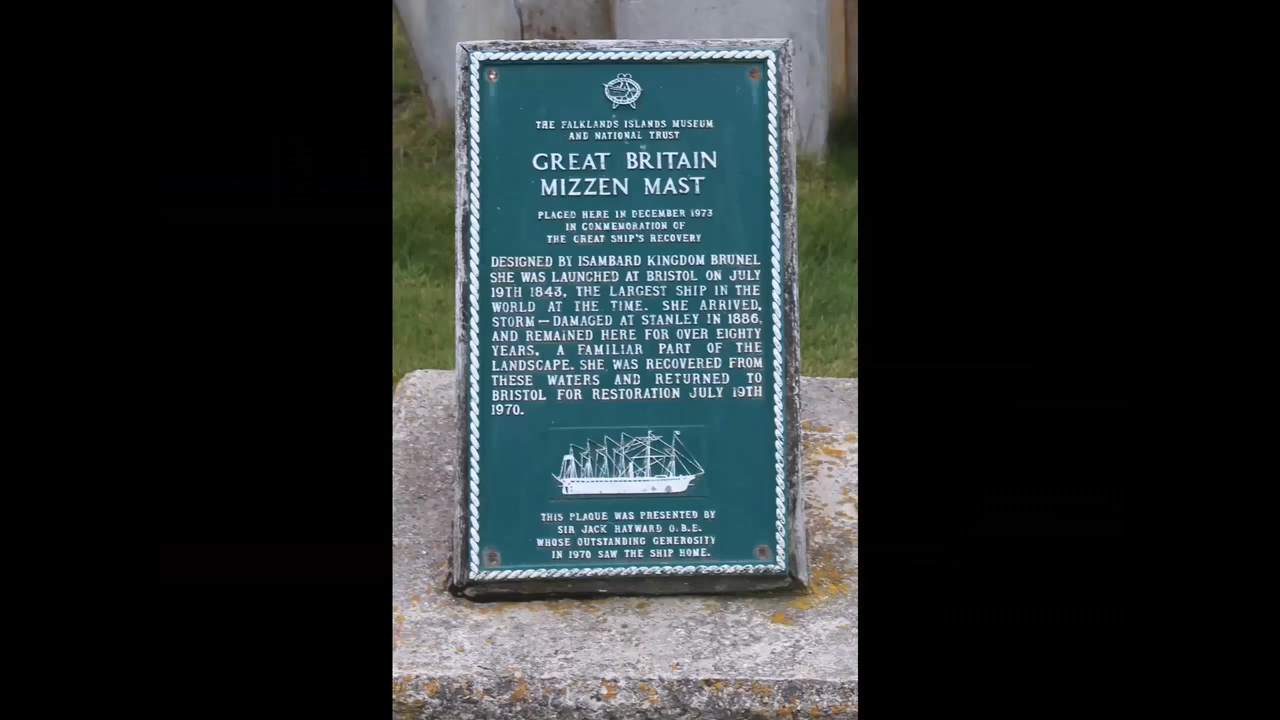 THE FALKLANDS ISLANDS MUSEUM
AND NATIONAL TRUST
GREAT BRITAIN
MIZZEN MAST
PLACED HERE IN DECEMBER 1973
IN COMMEMORATION OF
THE GREAT SHIP'S RECOVERY
DESIGNED BY ISAMBARD KINGDOM BRUNEL
SHE WAS LAUNCHED AT BRISTOL ON JULY
19TH 1843, THE LARGEST SHIP IN THE
WORLD AT THE TIME. SHE ARRIVED,
STORM-DAMAGED AT STANLEY IN 1886,
AND REMAINED HERE FOR OVER EIGHTY
YEARS, A FAMILIAR PART OF THE
LANDSCAPE. SHE WAS RECOVERED FROM
THESE WATERS AND RETURNED TO
BRISTOL FOR RESTORATION JULY 19TH
1970.
THIS PLAQUE WAS PRESENTED BY
SIR JACK HAYWARD O.B.E.
WHOSE OUTSTANDING GENEROSITY
IN 1970 SAW THE SHIP HOME.